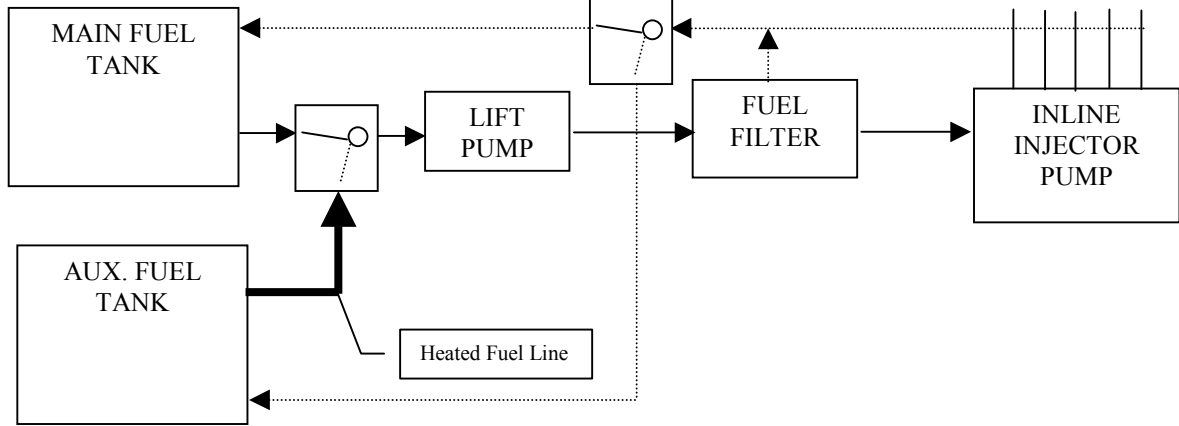 MAIN FUEL
TANK
LIFT
PUMP
FUEL
FILTER
INLINE
INJECTOR
PUMP
AUX. FUEL
TANK
Heated Fuel Line